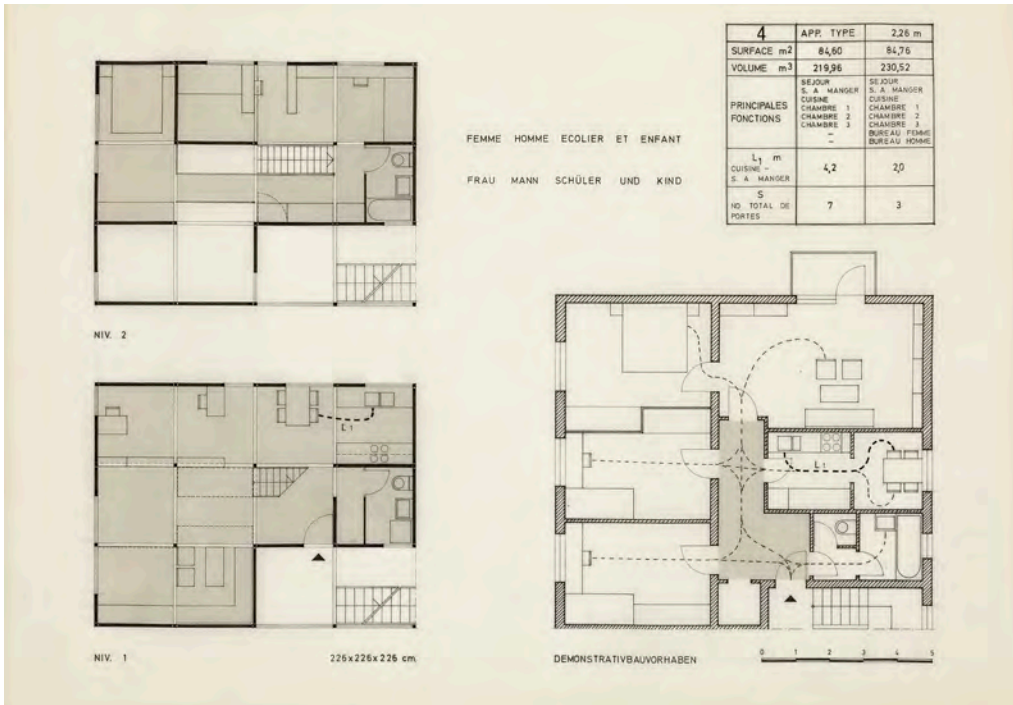 4 APP. TYPE 2,26 m
SURFACE m2 84,60 84,76
VOLUME m3 219,96 230,52
PRINCIPALES FONCTIONS
SEJOUR
S. A MANGER
CUISINE
CHAMBRE 1
CHAMBRE 2
CHAMBRE 3
–
–
SEJOUR
S. A MANGER
CUISINE
CHAMBRE 1
CHAMBRE 2
CHAMBRE 3
BUREAU FEMME
BUREAU HOMME
L1 m
CUISINE –
S. A MANGER
4,2 2,0
S
NO TOTAL DE
PORTES
7 3
FEMME HOMME ECOLIER ET ENFANT
FRAU MANN SCHÜLER UND KIND
NIV. 2
L1
L1
NIV. 1
226x226x226 cm.
DEMONSTRATIVBAUVORHABEN
0 1 2 3 4 5